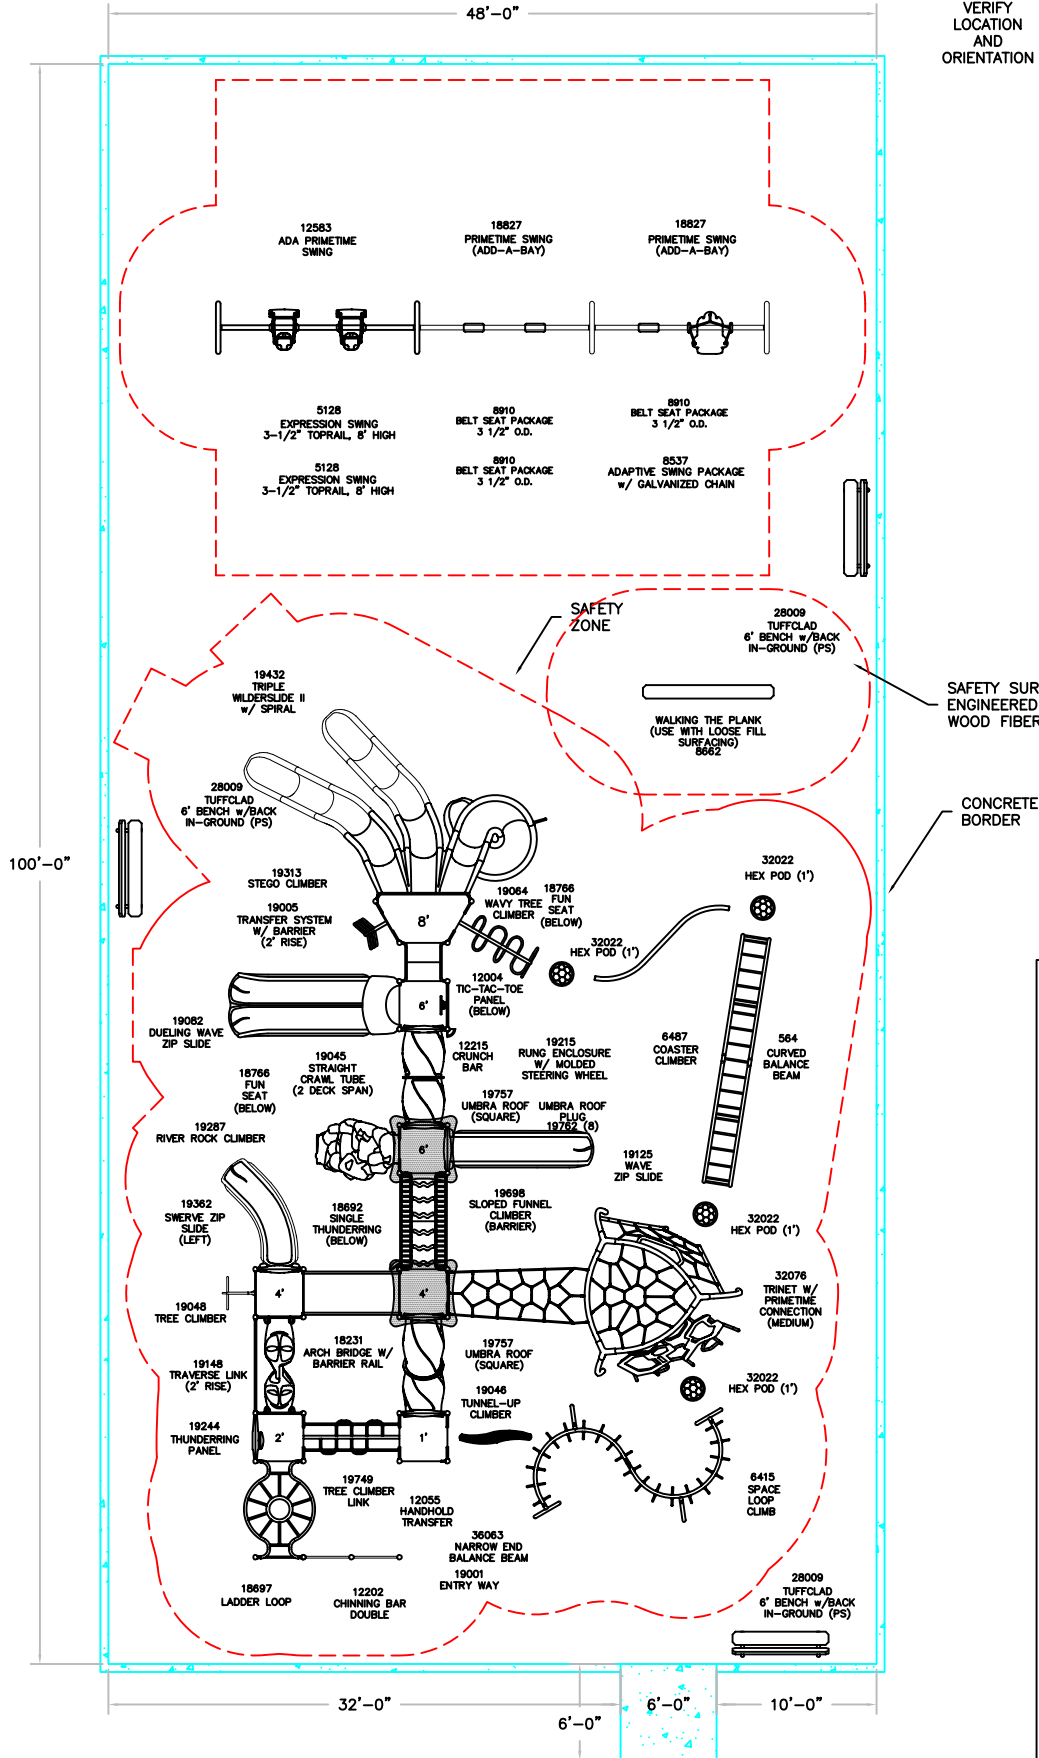 48'-0"
VERIFY
LOCATION
AND
ORIENTATION
12583
ADA PRIMETIME
SWING
18827
PRIMETIME SWING
(ADD-A-BAY)
18827
PRIMETIME SWING
(ADD-A-BAY)
5128
EXPRESSION SWING
3-1/2" TOPRAIL, 8' HIGH
8910
BELT SEAT PACKAGE
3 1/2" O.D.
8910
BELT SEAT PACKAGE
3 1/2" O.D.
5128
EXPRESSION SWING
3-1/2" TOPRAIL, 8' HIGH
8910
BELT SEAT PACKAGE
3 1/2" O.D.
8537
ADAPTIVE SWING PACKAGE
w/ GALVANIZED CHAIN
SAFETY
ZONE
28009
TUFFCLAD
6' BENCH w/BACK
IN-GROUND (PS)
19432
TRIPLE
WILDERSLIDE II
w/ SPIRAL
SAFETY SUR
ENGINEERED
WOOD FIBER
WALKING THE PLANK
(USE WITH LOOSE FILL
SURFACING)
8662
28009
TUFFCLAD
6' BENCH w/BACK
IN-GROUND (PS)
CONCRETE
BORDER
100'-0"
19313
STEGO CLIMBER
32022
HEX POD (1')
19005
TRANSFER SYSTEM
W/ BARRIER
(2' RISE)
8'
19064
WAVY TREE
CLIMBER
18766
FUN
SEAT
(BELOW)
32022
HEX POD (1')
12004
TIC-TAC-TOE
PANEL
(BELOW)
6'
19082
DUELING WAVE
ZIP SLIDE
19045
STRAIGHT
CRAWL TUBE
(2 DECK SPAN)
12215
CRUNCH
BAR
19215
RUNG ENCLOSURE
W/ MOLDED
STEERING WHEEL
6487
COASTER
CLIMBER
564
CURVED
BALANCE
BEAM
18766
FUN
SEAT
(BELOW)
19757
UMBRA ROOF
(SQUARE)
UMBRA ROOF
PLUG
19762 (8)
19287
RIVER ROCK CLIMBER
6'
19125
WAVE
ZIP SLIDE
19362
SWERVE ZIP
SLIDE
(LEFT)
18692
SINGLE
THUNDERRING
(BELOW)
19698
SLOPED FUNNEL
CLIMBER
(BARRIER)
32022
HEX POD (1')
4'
4'
32076
TRINET W/
PRIMETIME
CONNECTION
(MEDIUM)
19048
TREE CLIMBER
18231
ARCH BRIDGE W/
BARRIER RAIL
19757
UMBRA ROOF
(SQUARE)
19148
TRAVERSE LINK
(2' RISE)
32022
HEX POD (1')
19046
TUNNEL-UP
CLIMBER
19244
THUNDERRING
PANEL
2'
1'
19749
TREE CLIMBER
LINK
12055
HANDHOLD
TRANSFER
6415
SPACE
LOOP
CLIMB
36063
NARROW END
BALANCE BEAM
19001
ENTRY WAY
18697
LADDER LOOP
12202
CHINNING BAR
DOUBLE
28009
TUFFCLAD
6' BENCH w/BACK
IN-GROUND (PS)
32'-0"
6'-0"
10'-0"
6'-0"